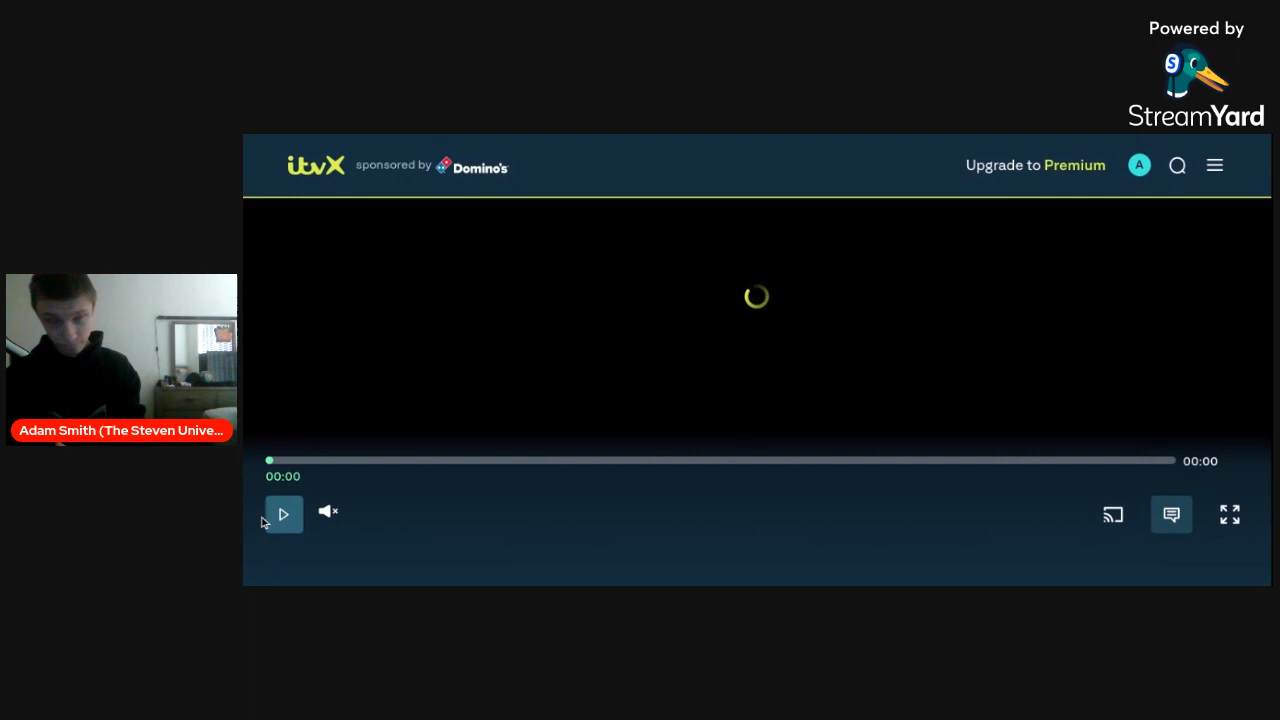 Powered by
StreamYard
itvX sponsored by Domino's
Upgrade to Premium
A
00:00
00:00
Adam Smith (The Steven Unive...